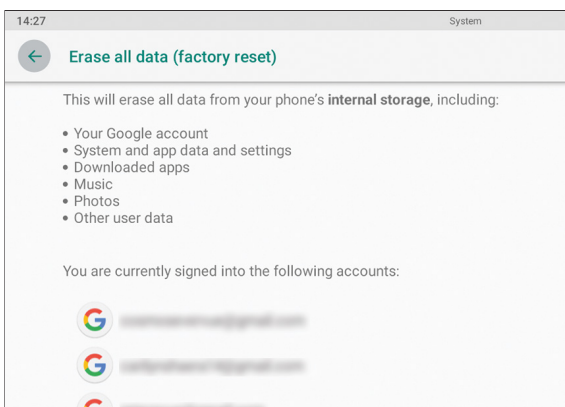 14:27 System
Erase all data (factory reset)
This will erase all data from your phone's internal storage, including:
• Your Google account
• System and app data and settings
• Downloaded apps
• Music
• Photos
• Other user data
You are currently signed into the following accounts: